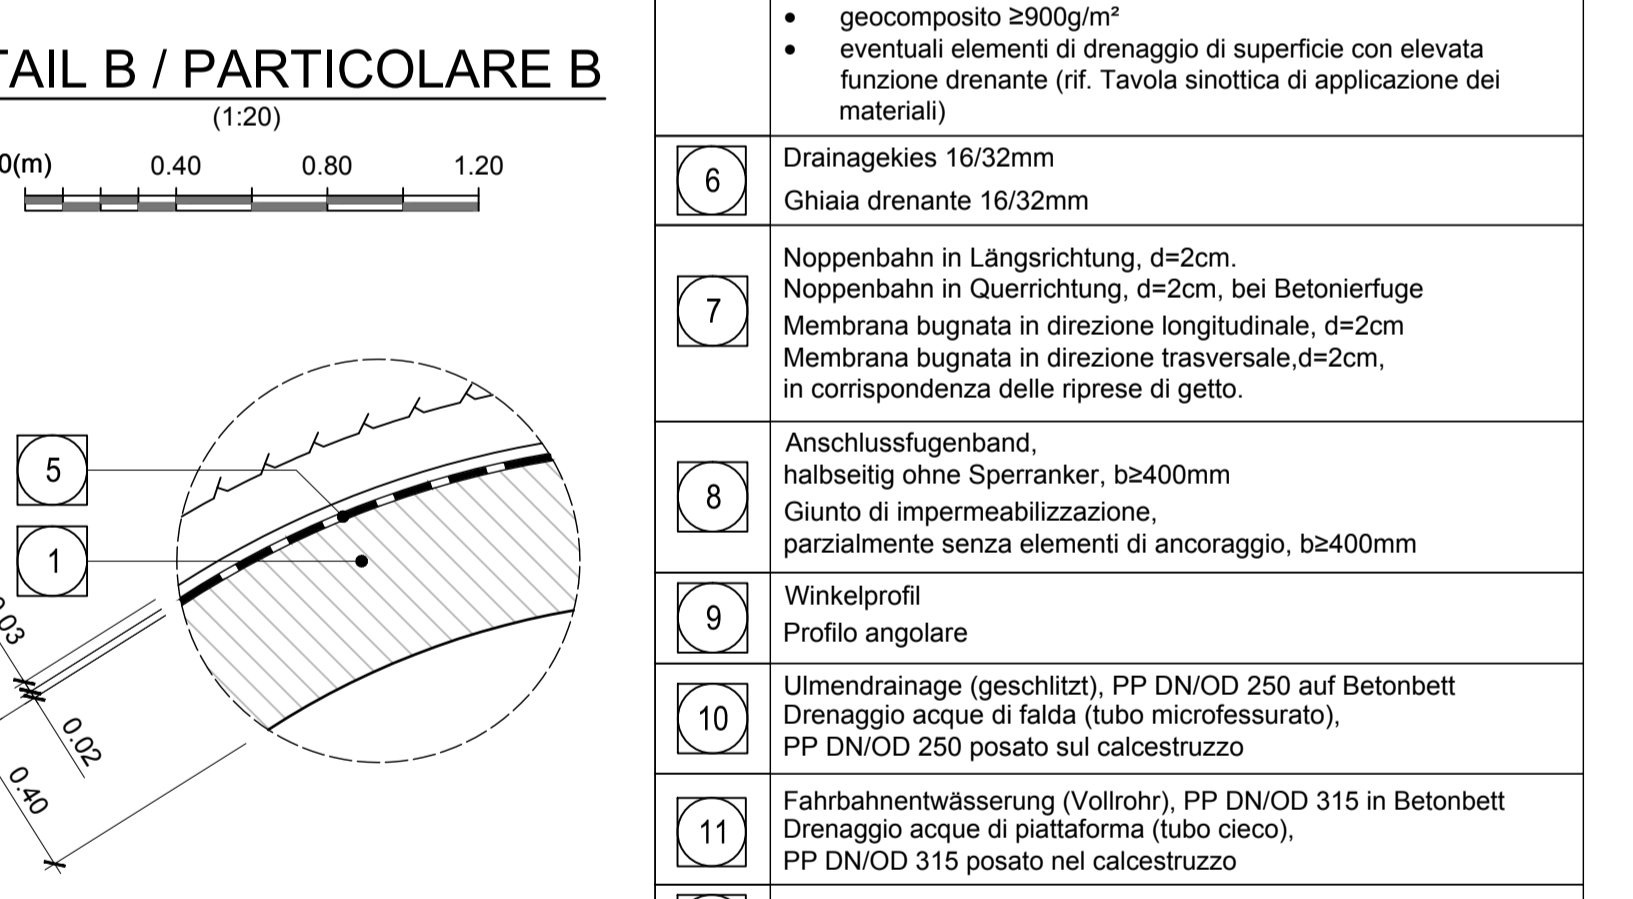 TAIL B / PARTICOLARE B
(1:20)
0(m) 0.40 0.80 1.20
5
1
0.03
0.02
0.40
• geocomposito ≥900g/m²
• eventuali elementi di drenaggio di superficie con elevata
funzione drenante (rif. Tavola sinottica di applicazione dei
materiali)
6
Drainagekies 16/32mm
Ghiaia drenante 16/32mm
7
Noppenbahn in Längsrichtung, d=2cm.
Noppenbahn in Querrichtung, d=2cm, bei Betonierfuge
Membrana bugnata in direzione longitudinale, d=2cm
Membrana bugnata in direzione trasversale,d=2cm,
in corrispondenza delle riprese di getto.
8
Anschlussfugenband,
halbseitig ohne Sperranker, b≥400mm
Giunto di impermeabilizzazione,
parzialmente senza elementi di ancoraggio, b≥400mm
9
Winkelprofil
Profilo angolare
10
Ulmendrainage (geschlitzt), PP DN/OD 250 auf Betonbett
Drenaggio acque di falda (tubo microfessurato),
PP DN/OD 250 posato sul calcestruzzo
11
Fahrbahnentwässerung (Vollrohr), PP DN/OD 315 in Betonbett
Drenaggio acque di piattaforma (tubo cieco),
PP DN/OD 315 posato nel calcestruzzo